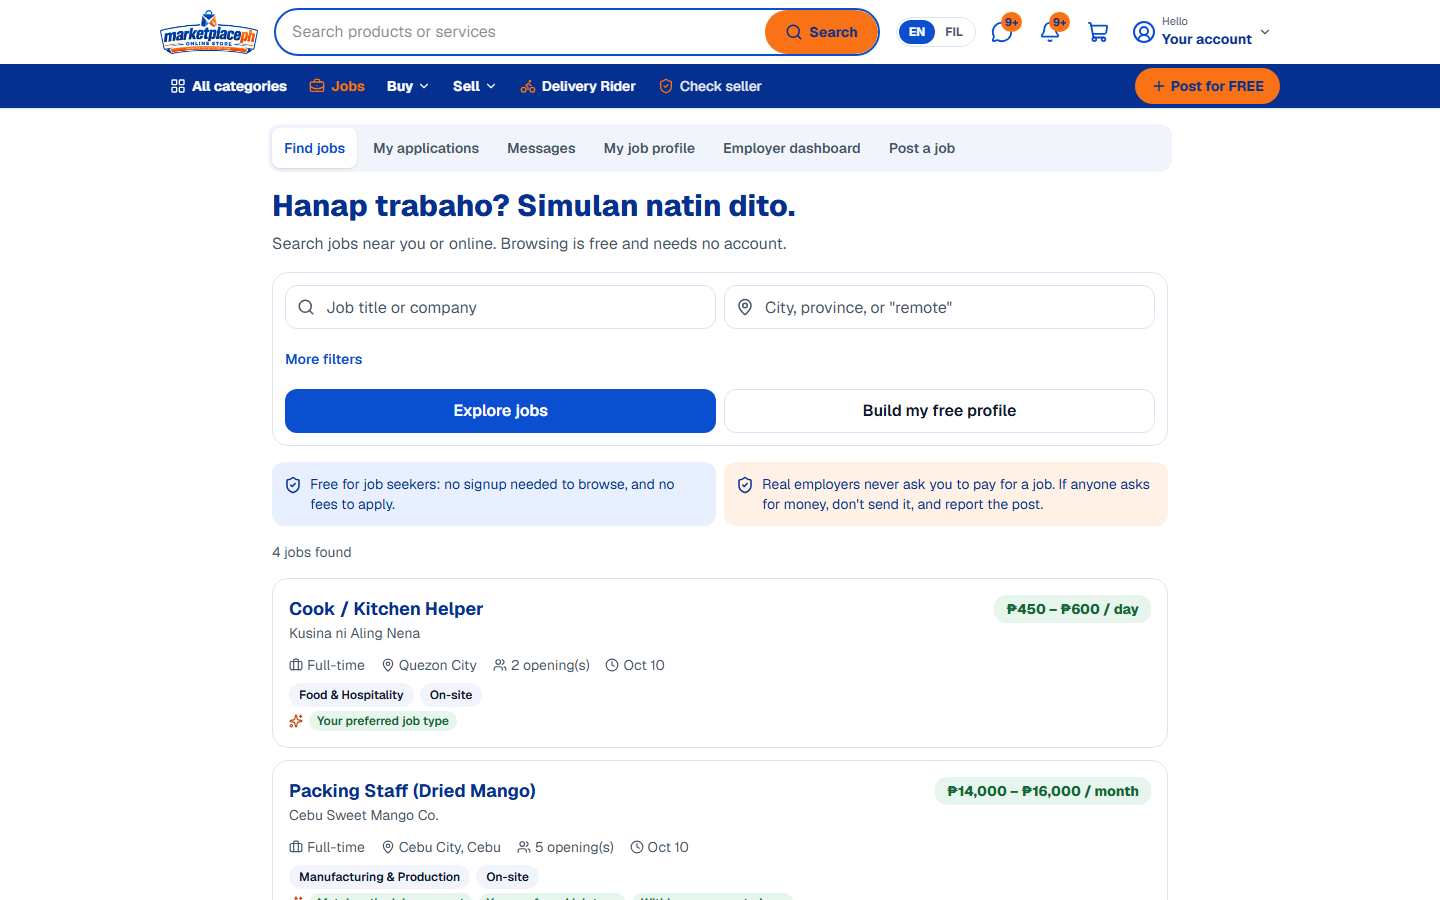 marketplaceph
ONLINE STORE
Search products or services
Search
EN
FIL
9+
9+
Hello
Your account
All categories
Jobs
Buy
Sell
Delivery Rider
Check seller
+ Post for FREE
Find jobs
My applications
Messages
My job profile
Employer dashboard
Post a job
Hanap trabaho? Simulan natin dito.
Search jobs near you or online. Browsing is free and needs no account.
Job title or company
City, province, or "remote"
More filters
Explore jobs
Build my free profile
Free for job seekers: no signup needed to browse, and no
fees to apply.
Real employers never ask you to pay for a job. If anyone asks
for money, don't send it, and report the post.
4 jobs found
Cook / Kitchen Helper
₱450 – ₱600 / day
Kusina ni Aling Nena
Full-time
Quezon City
2 opening(s)
Oct 10
Food & Hospitality
On-site
Your preferred job type
Packing Staff (Dried Mango)
₱14,000 – ₱16,000 / month
Cebu Sweet Mango Co.
Full-time
Cebu City, Cebu
5 opening(s)
Oct 10
Manufacturing & Production
On-site